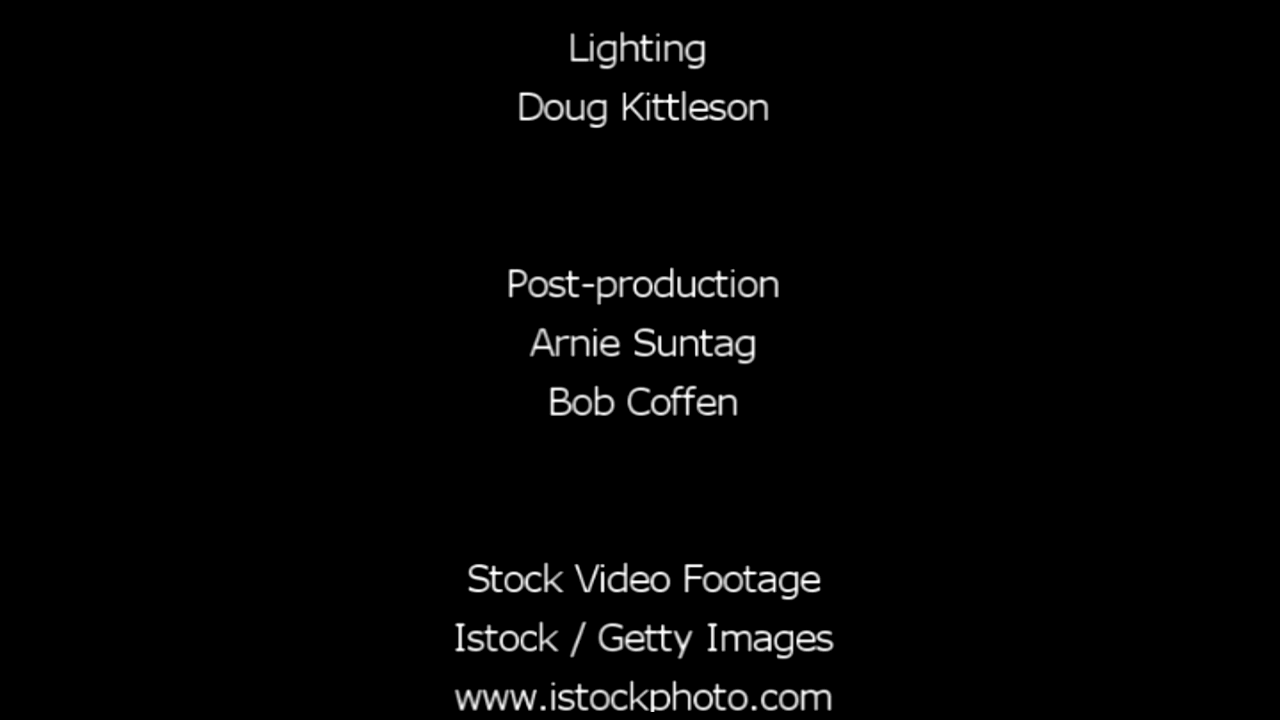 Lighting
Doug Kittleson
Post-production
Arnie Suntag
Bob Coffen
Stock Video Footage
Istock / Getty Images
www.istockphoto.com